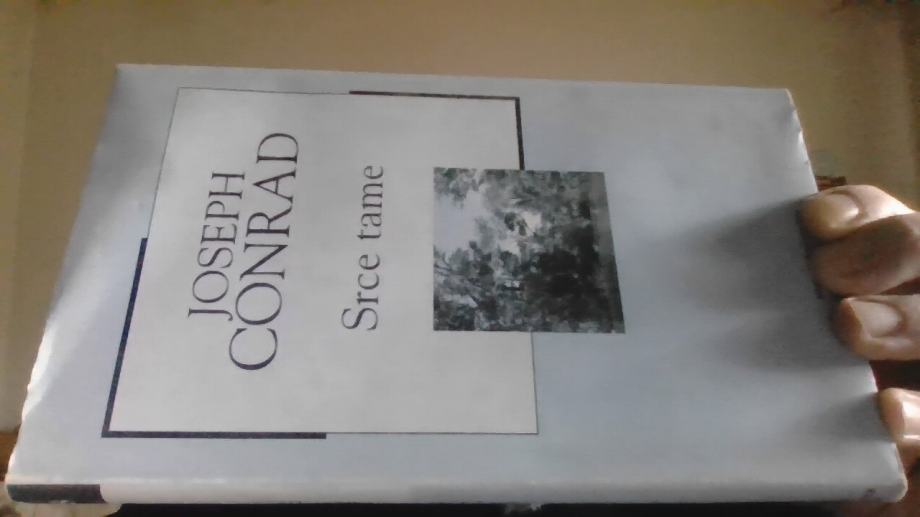 JOSEPH
CONRAD
Srce tame